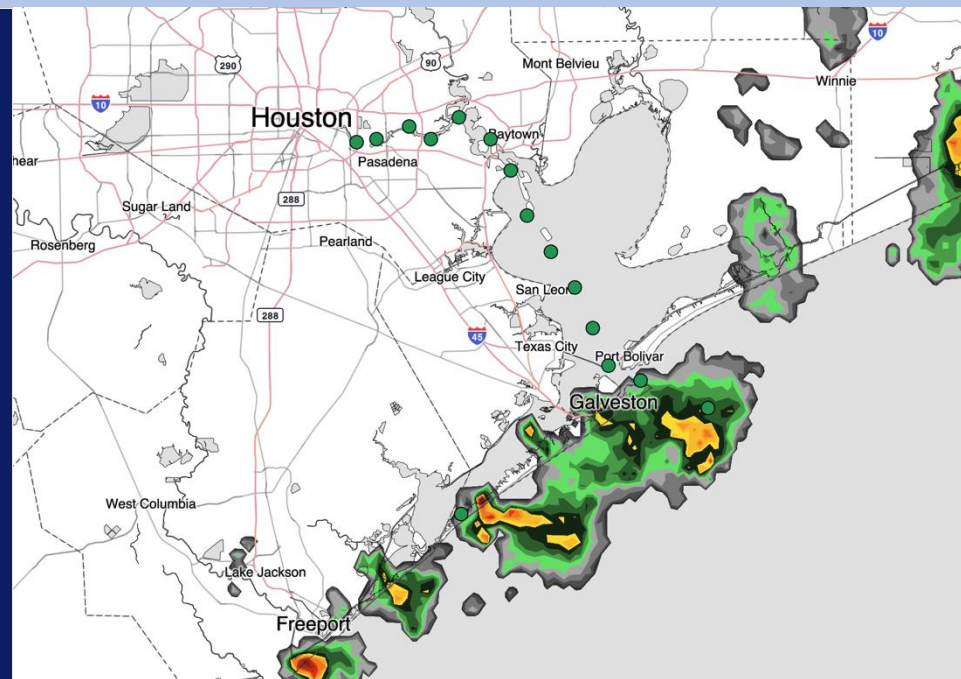 10
290
90
Mont Belvieu
Winnie
10
Houston
Baytown
hear
Pasadena
288
Sugar Land
Rosenberg
Pearland
League City
San Leon
288
45
Texas City
Port Bolivar
Galveston
West Columbia
Lake Jackson
Freeport